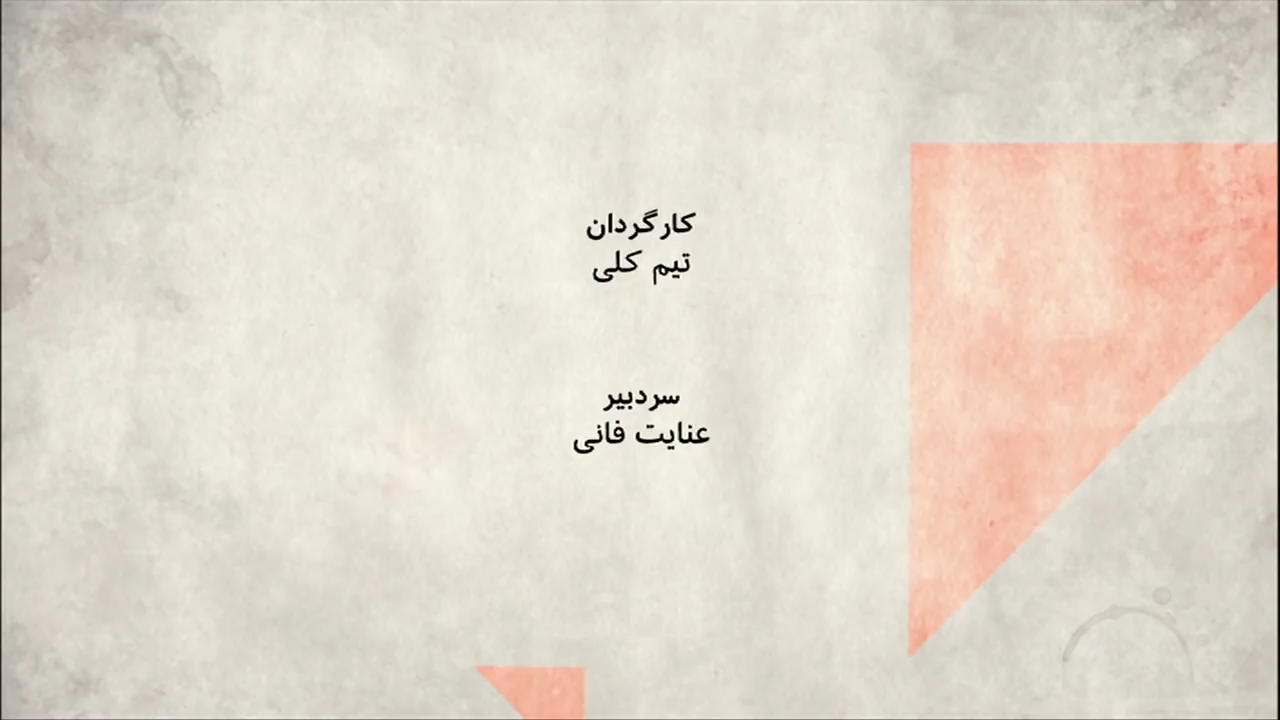 کارگردان
تیم کلی
سردبیر
عنایت فانی